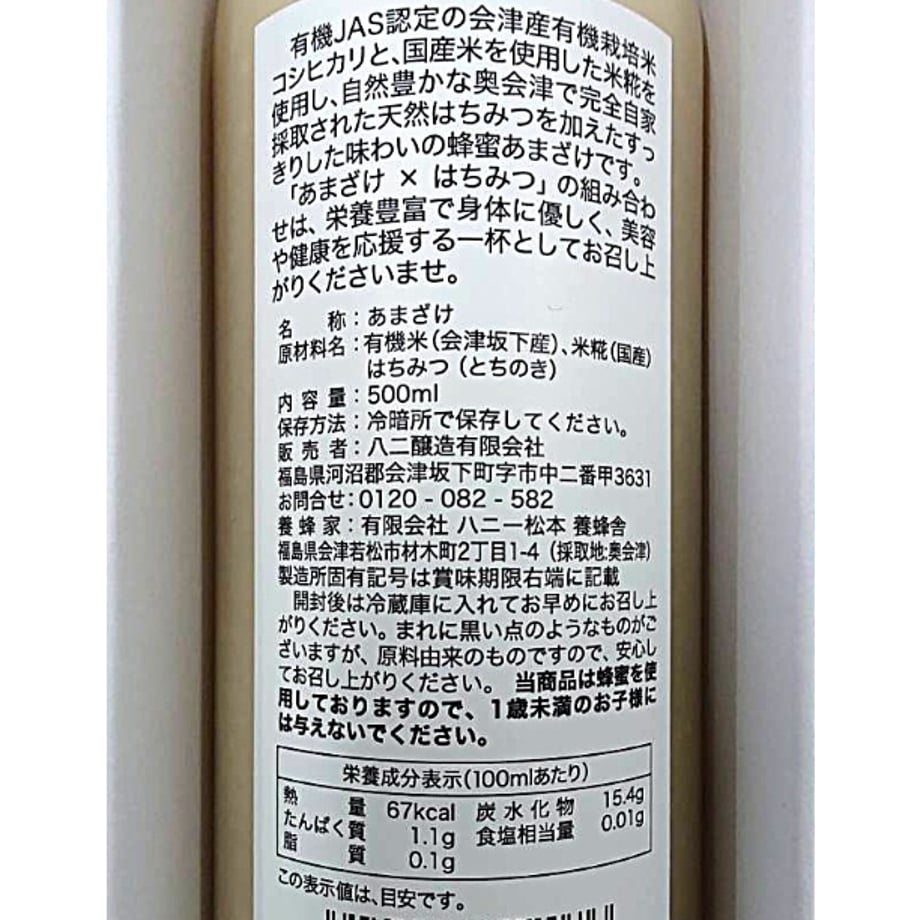 有機JAS認定の会津産有機栽培米
コシヒカリと、国産米を使用した米糀を
使用し、自然豊かな奥会津で完全自家
採取された天然はちみつを加えたすっ
きりした味わいの蜂蜜あまざけです。
「あまざけ × はちみつ」の組み合わ
せは、栄養豊富で身体に優しく、美容
や健康を応援する一杯としてお召し上
がりくださいませ。
名 称：あまざけ
原材料名：有機米（会津坂下産）、米糀（国産）
はちみつ（とちのき）
内容量：500ml
保存方法：冷暗所で保存してください。
販売者：八二醸造有限会社
福島県河沼郡会津坂下町字市中二番甲3631
お問合せ：0120 - 082 - 582
養蜂家：有限会社 ハニー松本 養蜂舎
福島県会津若松市材木町2丁目1-4（採取地:奥会津）
製造所固有記号は賞味期限右端に記載
開封後は冷蔵庫に入れてお早めにお召し上
がりください。まれに黒い点のようなものがご
ざいますが、原料由来のものですので、安心し
てお召し上がりください。 当商品は蜂蜜を使
用しておりますので、1歳未満のお子様に
は与えないでください。
栄養成分表示（100mlあたり）
熱 量 67kcal 炭水化物 15.4g
たんぱく質 1.1g 食塩相当量 0.01g
脂 質 0.1g
この表示値は、目安です。